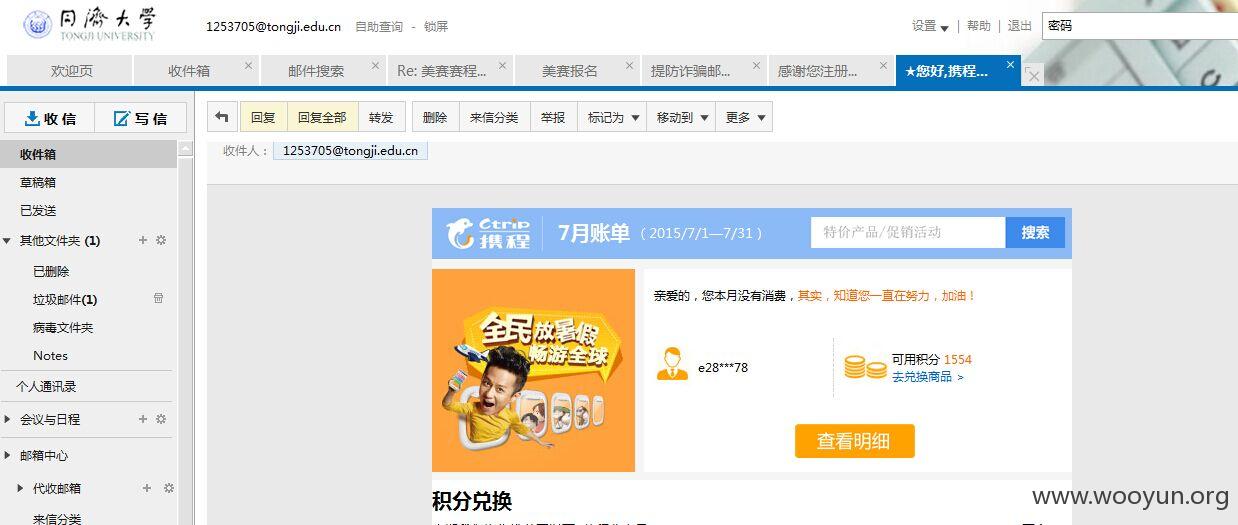 同濟大學
TONGJI UNIVERSITY
1253705@tongji.edu.cn 自助查询 - 锁屏
设置 | 帮助 | 退出 密码
欢迎页 收件箱 邮件搜索 Re: 美赛赛程... 美赛报名 提防诈骗邮... 感谢您注册... ★您好,携程...
收信 写信
回复 回复全部 转发 删除 来信分类 举报 标记为 移动到 更多
收件人： 1253705@tongji.edu.cn
收件箱
草稿箱
已发送
其他文件夹 (1)
已删除
垃圾邮件(1)
病毒文件夹
Notes
个人通讯录
会议与日程
邮箱中心
代收邮箱
来信分类
Ctrip
携程
7月账单 （2015/7/1—7/31 ） 特价产品/促销活动 搜索
全民放暑假
畅游全球
亲爱的，您本月没有消费，其实，知道您一直在努力，加油！
e28***78
可用积分 1554
去兑换商品 >
查看明细
积分兑换
www.wooyun.org